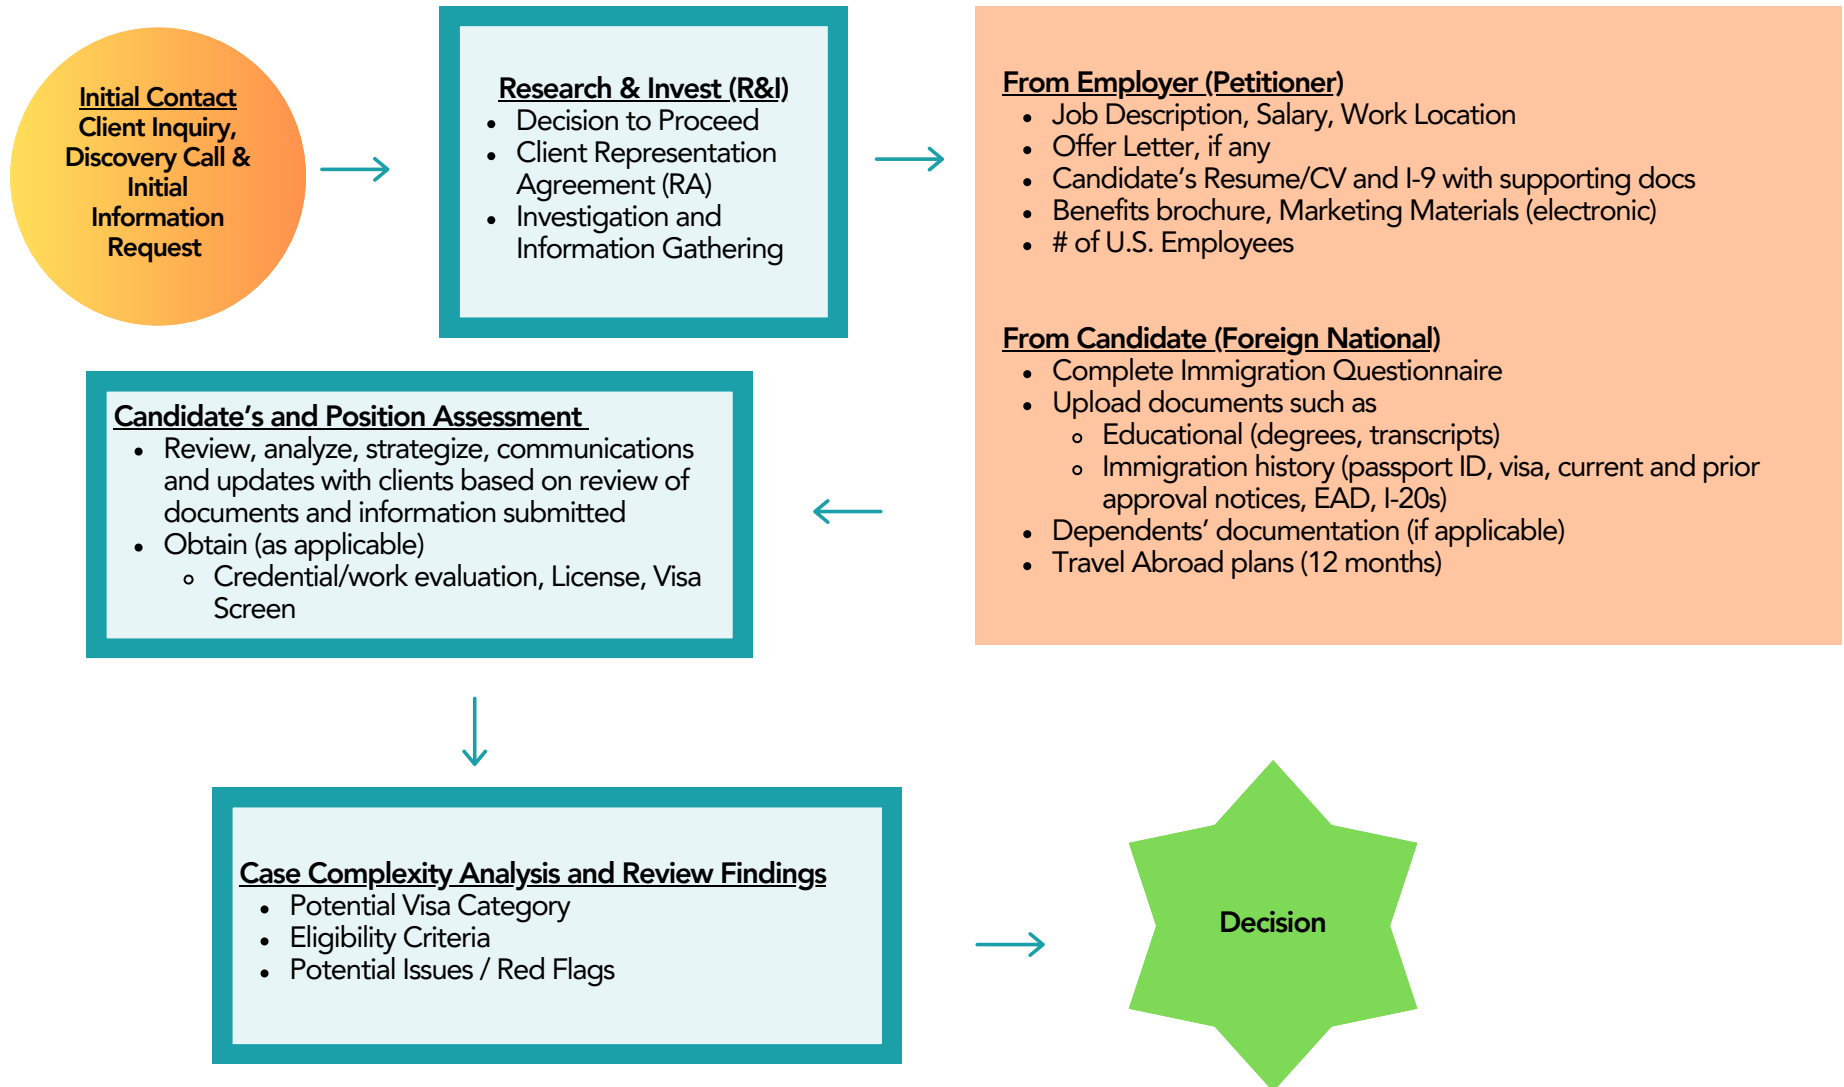 Initial Contact
Client Inquiry,
Discovery Call &
Initial
Information
Request
Research & Invest (R&I)
• Decision to Proceed
• Client Representation
Agreement (RA)
• Investigation and
Information Gathering
From Employer (Petitioner)
• Job Description, Salary, Work Location
• Offer Letter, if any
• Candidate’s Resume/CV and I-9 with supporting docs
• Benefits brochure, Marketing Materials (electronic)
• # of U.S. Employees
From Candidate (Foreign National)
• Complete Immigration Questionnaire
• Upload documents such as
◦ Educational (degrees, transcripts)
◦ Immigration history (passport ID, visa, current and prior
approval notices, EAD, I-20s)
• Dependents’ documentation (if applicable)
• Travel Abroad plans (12 months)
Candidate’s and Position Assessment
• Review, analyze, strategize, communications
and updates with clients based on review of
documents and information submitted
• Obtain (as applicable)
◦ Credential/work evaluation, License, Visa
Screen
Case Complexity Analysis and Review Findings
• Potential Visa Category
• Eligibility Criteria
• Potential Issues / Red Flags
Decision